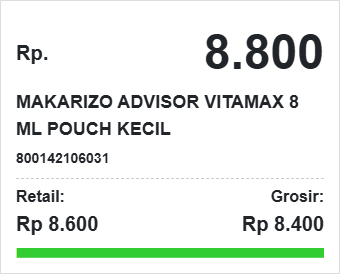 Rp. 8.800
MAKARIZO ADVISOR VITAMAX 8
ML POUCH KECIL
800142106031
Retail: Grosir:
Rp 8.600 Rp 8.400